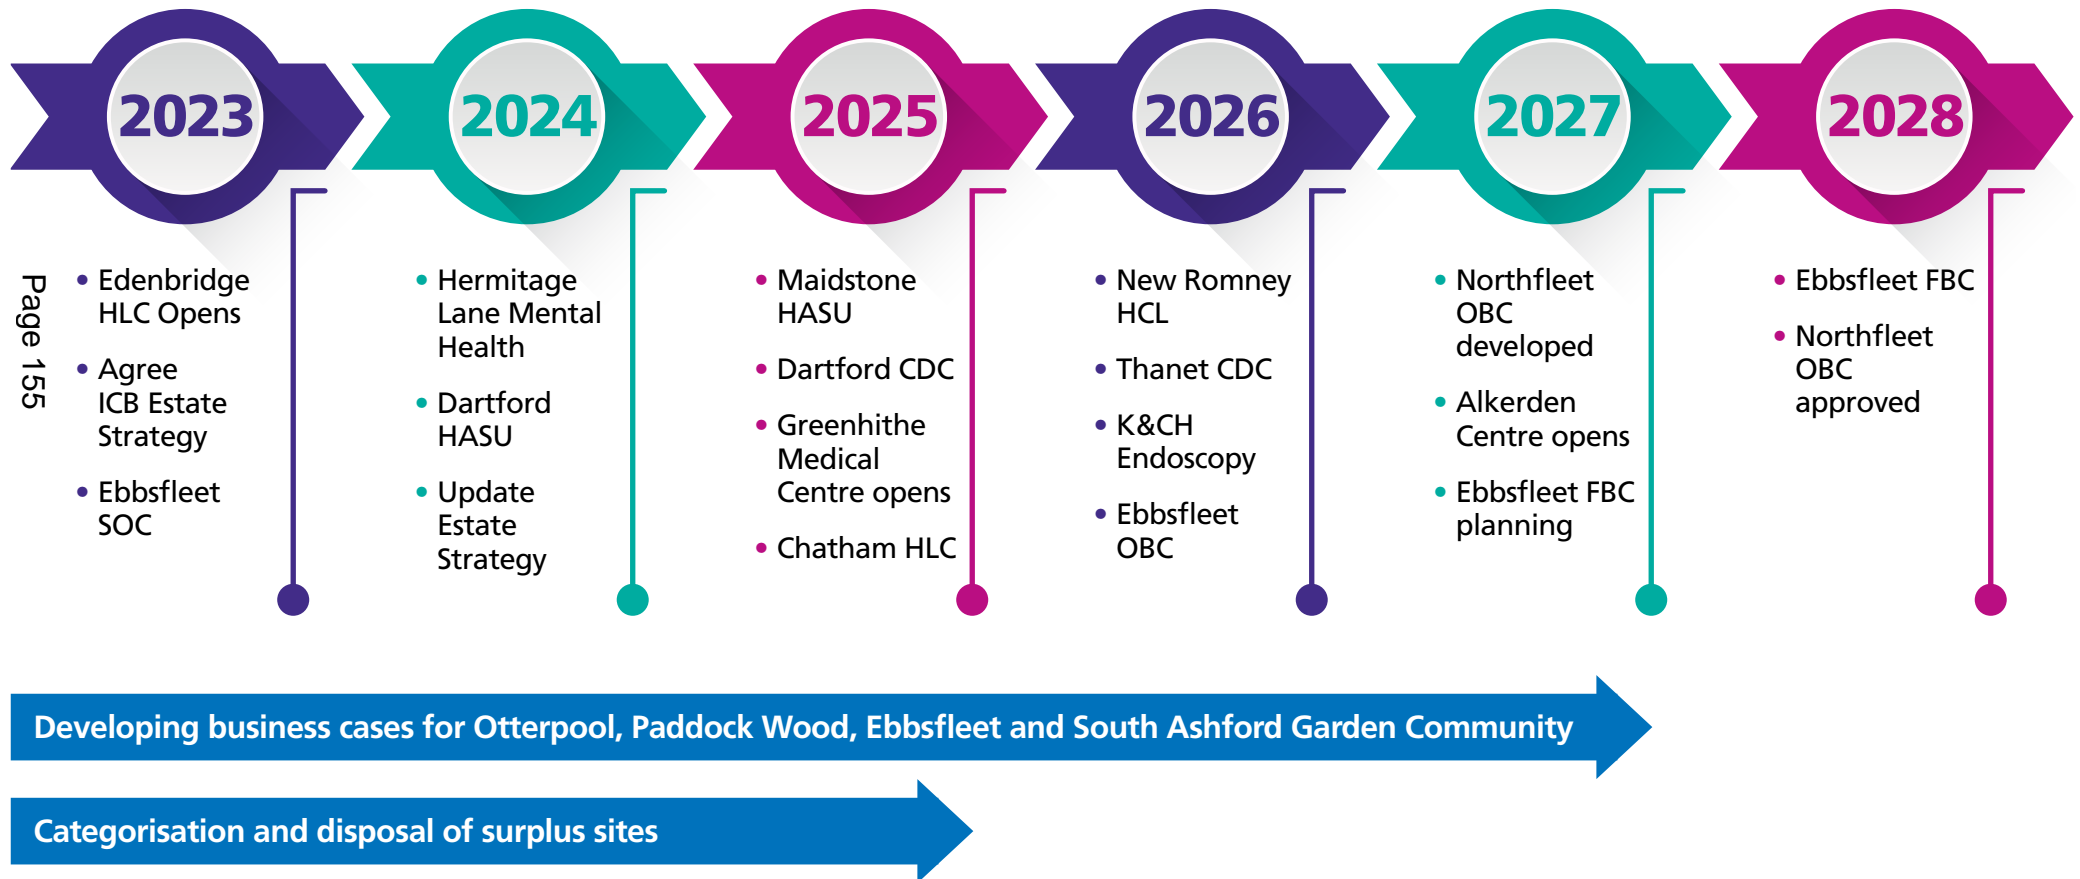 2023
2024
2025
2026
2027
2028
Page 155
• Edenbridge
HLC Opens
• Agree
ICB Estate
Strategy
• Ebbsfleet
SOC
• Hermitage
Lane Mental
Health
• Dartford
HASU
• Update
Estate
Strategy
• Maidstone
HASU
• Dartford CDC
• Greenhithe
Medical
Centre opens
• Chatham HLC
• New Romney
HCL
• Thanet CDC
• K&CH
Endoscopy
• Ebbsfleet
OBC
• Northfleet
OBC
developed
• Alkerden
Centre opens
• Ebbsfleet FBC
planning
• Ebbsfleet FBC
• Northfleet
OBC
approved
Developing business cases for Otterpool, Paddock Wood, Ebbsfleet and South Ashford Garden Community
Categorisation and disposal of surplus sites